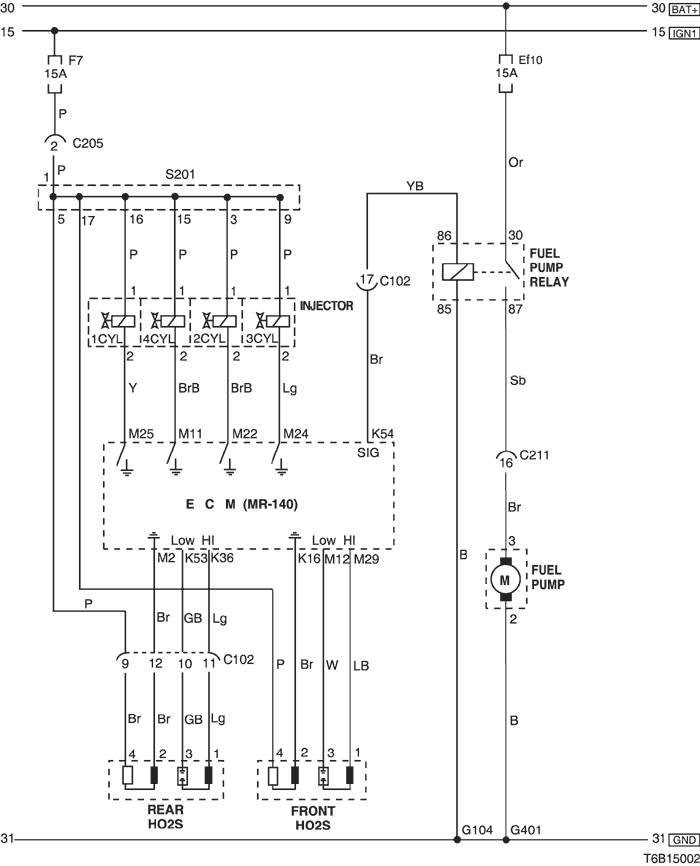 30 30 BAT+
15 15 IGN1
F7 Ef10
15A 15A
P
2 C205
1 P Or
S201
YB
5 17 16 15 3 9
86 30
P P P P
FUEL
PUMP
RELAY
17 C102
1 1 1 1
INJECTOR
85 87
1CYL 4CYL 2CYL 3CYL
2 2 2 2
Br
Y BrB BrB Lg
Sb
M25 M11 M22 M24 K54
SIG
16 C211
E C M (MR-140)
Br
Low HI Low HI
3
M2 K53 K36 K16 M12 M29
B
M
FUEL
PUMP
P
Br GB Lg
2
9 12 10 11 C102
P Br W LB
Br Br GB Lg
B
4 2 3 1 4 2 3 1
REAR
HO2S
FRONT
HO2S
G104 G401
31 31 GND
T6B15002